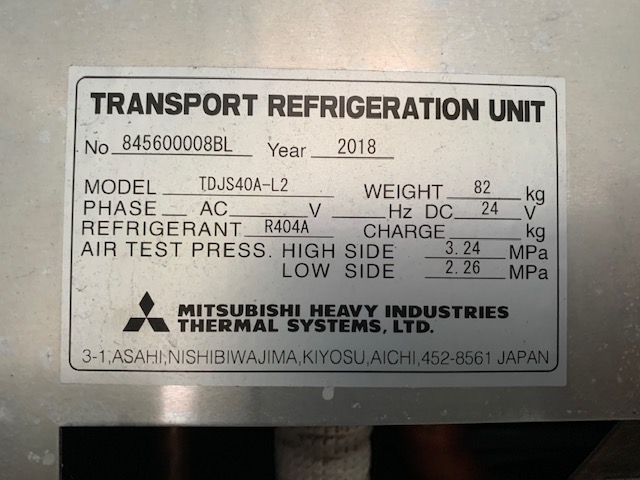 TRANSPORT REFRIGERATION UNIT
No. 845600008BL Year 2018
MODEL TDJS40A-L2 WEIGHT 82 kg
PHASE AC V Hz DC 24 V
REFRIGERANT R404A CHARGE kg
AIR TEST PRESS. HIGH SIDE 3.24 MPa
LOW SIDE 2.26 MPa
MITSUBISHI HEAVY INDUSTRIES
THERMAL SYSTEMS, LTD.
3-1,ASAHI,NISHIBIWAJIMA,KIYOSU,AICHI,452-8561 JAPAN